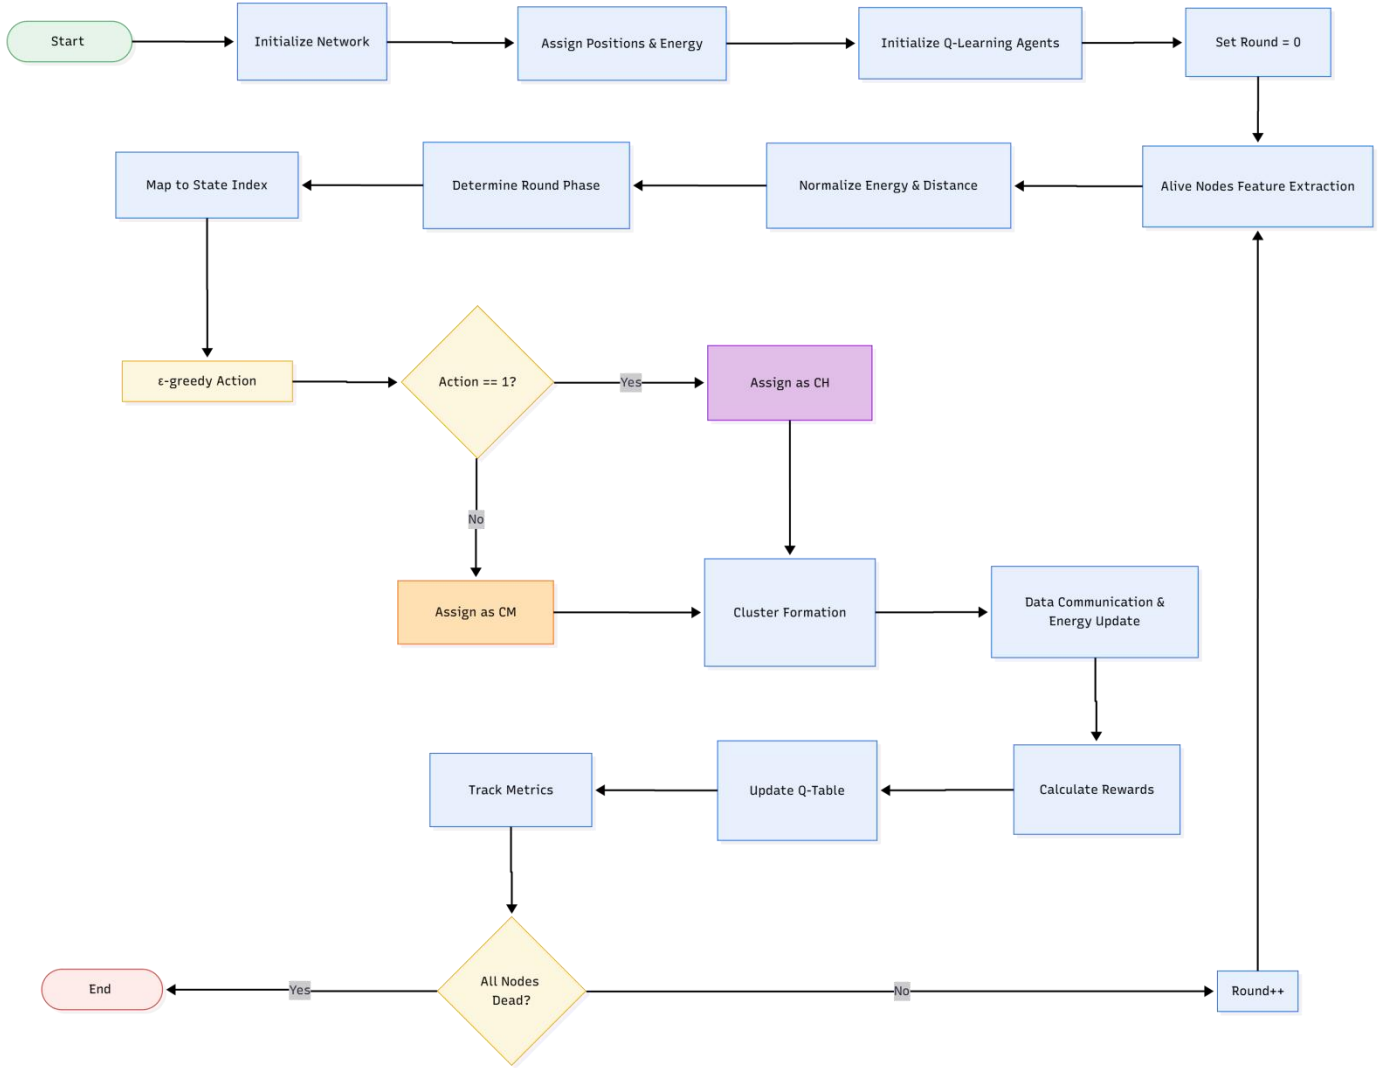 Start
Initialize Network
Assign Positions & Energy
Initialize Q-Learning Agents
Set Round = 0
Alive Nodes Feature Extraction
Normalize Energy & Distance
Determine Round Phase
Map to State Index
ε-greedy Action
Action == 1?
Yes
Assign as CH
No
Assign as CM
Cluster Formation
Data Communication &
Energy Update
Calculate Rewards
Update Q-Table
Track Metrics
All Nodes
Dead?
Yes
End
No
Round++